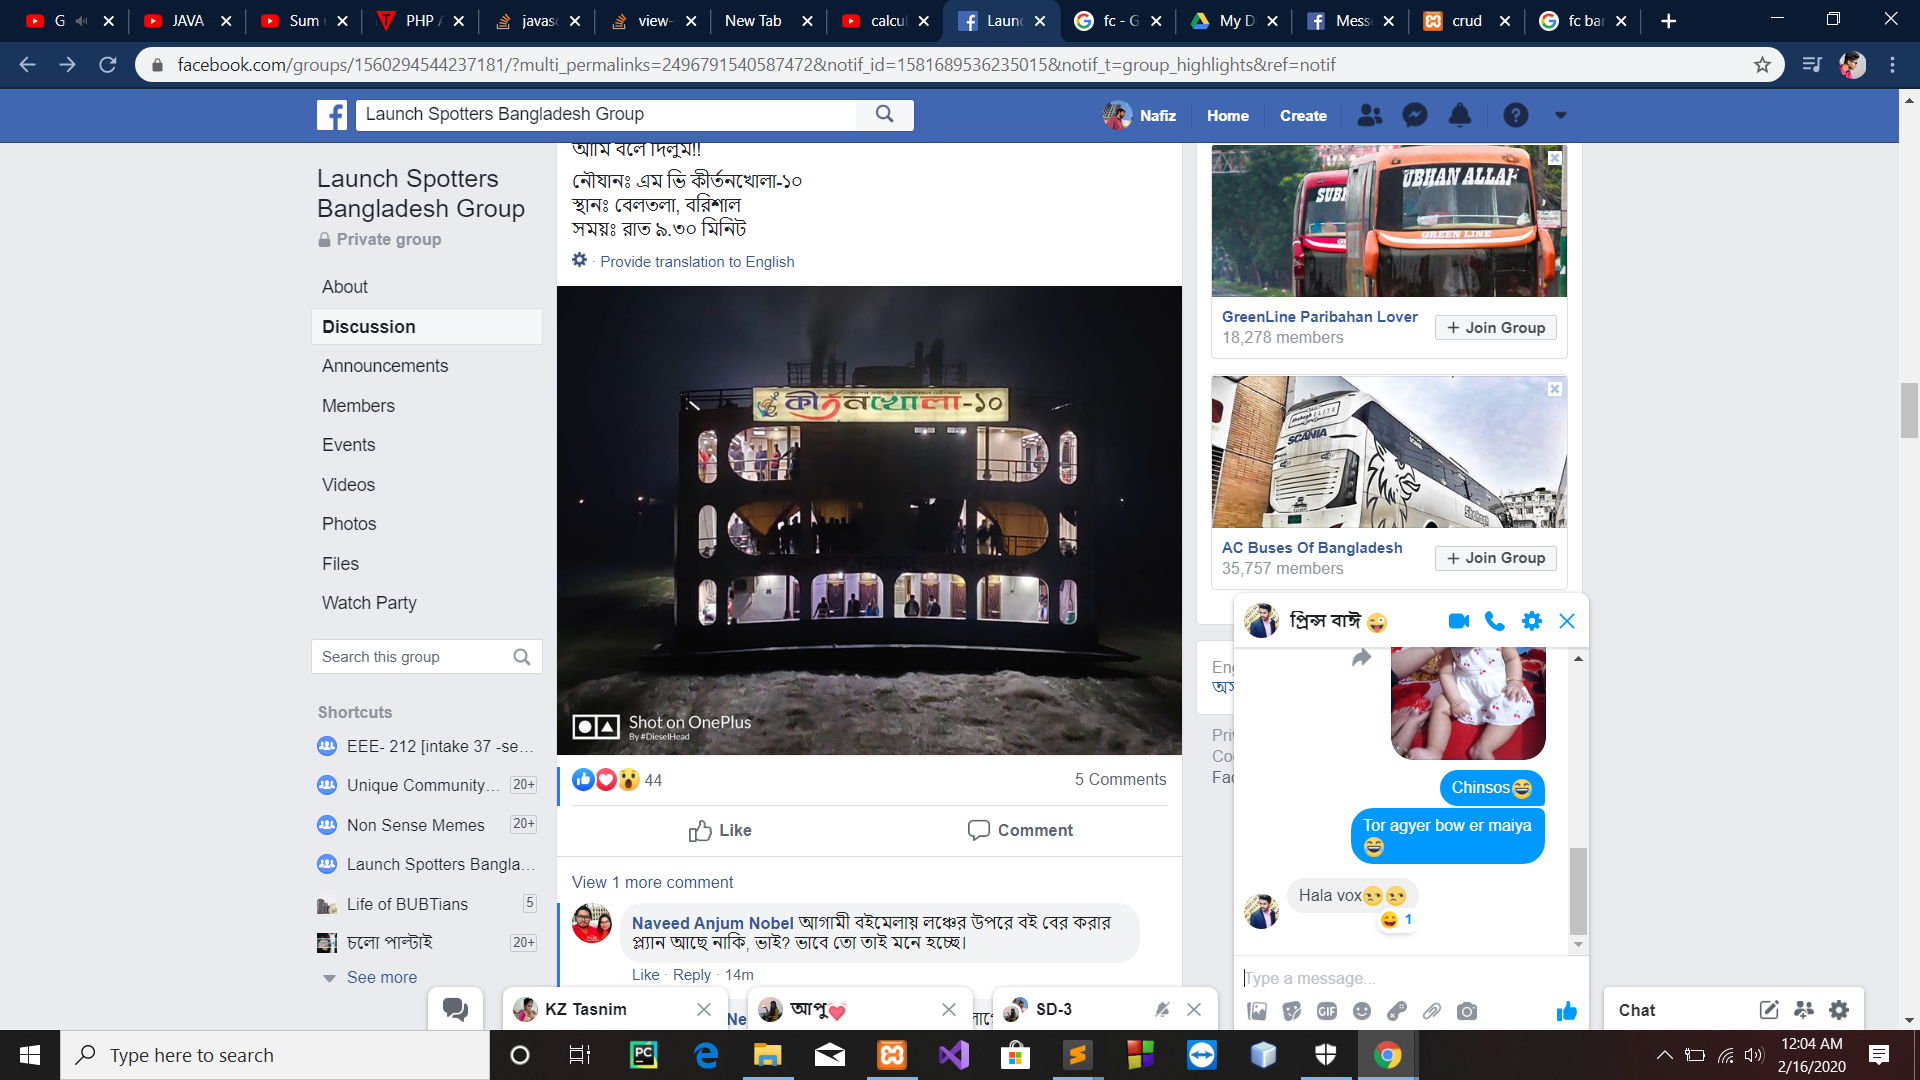 G
JAVA
Sum
PHP
javasc
view-
New Tab
calcul
Launc
fc - G
My D
Mess
crud
fc bar
facebook.com/groups/1560294544237181/?multi_permalinks=2496791540587472&notif_id=1581689536235015&notif_t=group_highlights&ref=notif
Launch Spotters Bangladesh Group
Nafiz
Home
Create
Launch Spotters
Bangladesh Group
Private group
About
Discussion
Announcements
Members
Events
Videos
Photos
Files
Watch Party
Search this group
Shortcuts
EEE- 212 [intake 37 -se...
Unique Community... 20+
Non Sense Memes 20+
Launch Spotters Bangla...
Life of BUBTians 5
চলো পাল্টাই 20+
See more
আমি বলে দিলুম!!
নৌযানঃ এম ভি কীর্তনখোলা-১০
স্থানঃ বেলতলা, বরিশাল
সময়ঃ রাত ৯.৩০ মিনিট
· Provide translation to English
কীর্তনখোলা-১০
Shot on OnePlus
By #DieselHead
44
5 Comments
Like
Comment
View 1 more comment
Naveed Anjum Nobel আগামী বইমেলায় লঞ্চের উপরে বই বের করার
প্ল্যান আছে নাকি, ভাই? ভাবে তো তাই মনে হচ্ছে।
Like · Reply · 14m
UBHAN ALLAH
GREEN LINE
GreenLine Paribahan Lover
18,278 members
+ Join Group
SCANIA
AC Buses Of Bangladesh
35,757 members
+ Join Group
প্রিন্স বাঈ 😜
Chinsos😂
Tor agyer bow er maiya
😂
Hala vox😒😒
😆 1
Type a message...
GIF
KZ Tasnim
আপু💓
SD-3
Chat
Type here to search
PC
12:04 AM
2/16/2020